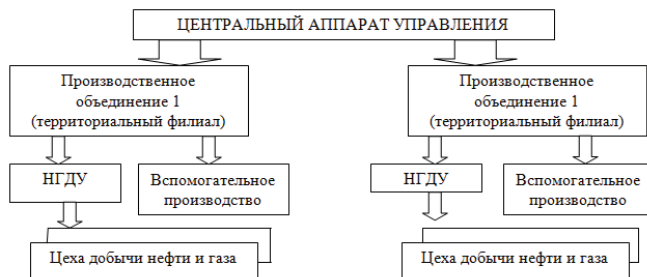 ЦЕНТРАЛЬНЫЙ АППАРАТ УПРАВЛЕНИЯ
Производственное
объединение 1
(территориальный филиал)
Производственное
объединение 1
(территориальный филиал)
НГДУ
Вспомогательное
производство
НГДУ
Вспомогательное
производство
Цеха добычи нефти и газа
Цеха добычи нефти и газа